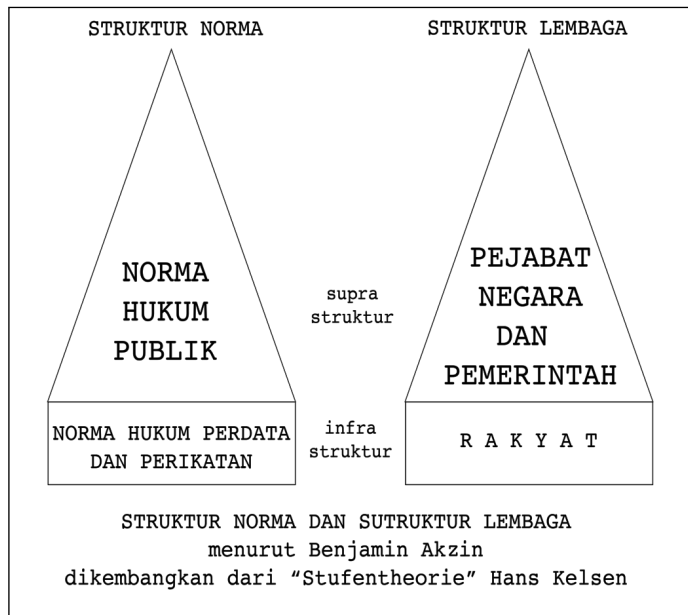 STRUKTUR NORMA
STRUKTUR LEMBAGA
NORMA
HUKUM
PUBLIK
supra
struktur
PEJABAT
NEGARA
DAN
PEMERINTAH
NORMA HUKUM PERDATA
DAN PERIKATAN
infra
struktur
R A K Y A T
STRUKTUR NORMA DAN SUTRUKTUR LEMBAGA
menurut Benjamin Akzin
dikembangkan dari “Stufentheorie” Hans Kelsen